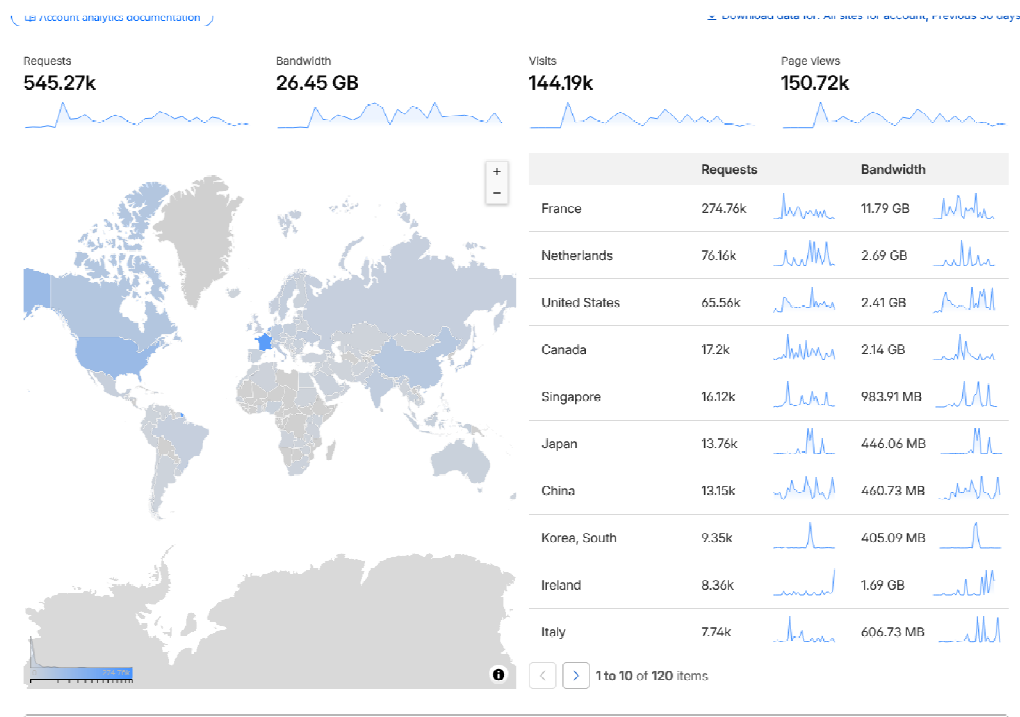 Account analytics documentation
Download data for: All sites for account, Previous 30 days
Requests
545.27k
Bandwidth
26.45 GB
Visits
144.19k
Page views
150.72k
+
−
Requests Bandwidth
France 274.76k 11.79 GB
Netherlands 76.16k 2.69 GB
United States 65.56k 2.41 GB
Canada 17.2k 2.14 GB
Singapore 16.12k 983.91 MB
Japan 13.76k 446.06 MB
China 13.15k 460.73 MB
Korea, South 9.35k 405.09 MB
Ireland 8.36k 1.69 GB
Italy 7.74k 606.73 MB
1 to 10 of 120 items